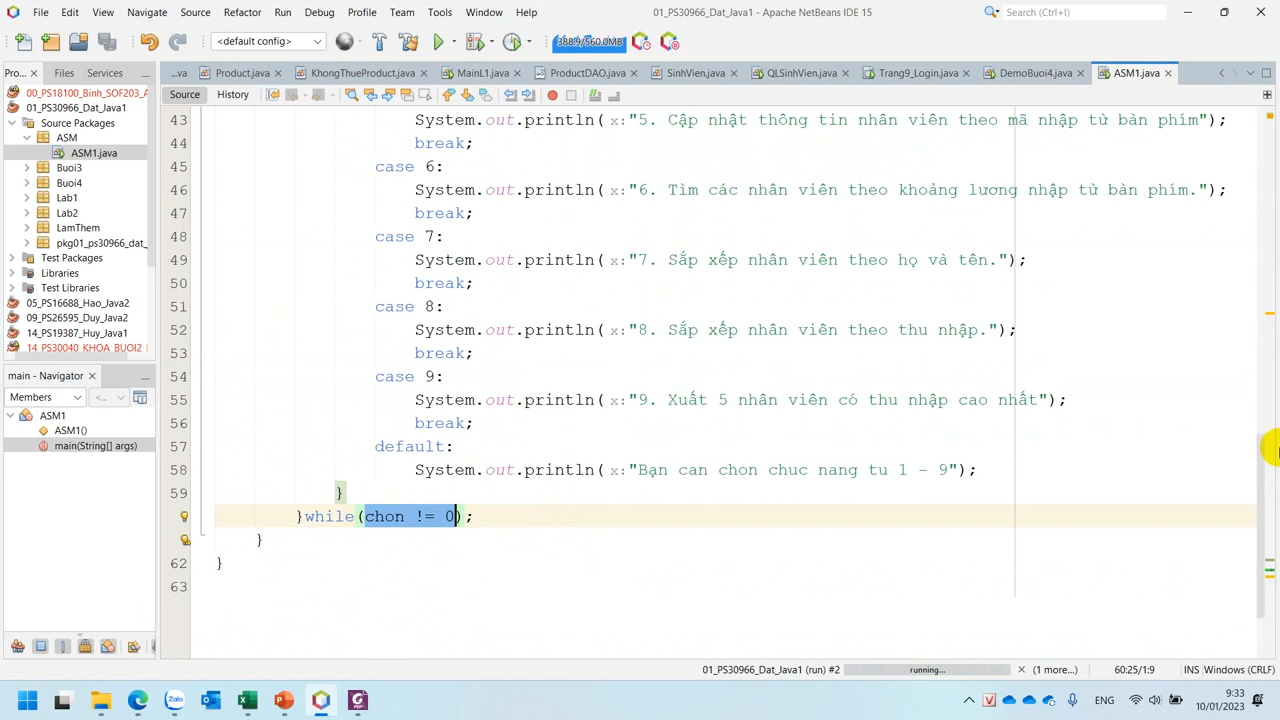 File Edit View Navigate Source Refactor Run Debug Profile Team Tools Window Help 01_PS30966_Dat_Java1 - Apache NetBeans IDE 15 Search (Ctrl+I)
<default config> 388.9/560.0MB
Pro... Files Services ...va Product.java KhongThueProduct.java MainL1.java ProductDAO.java SinhVien.java QLSinhVien.java Trang9_Login.java DemoBuoi4.java ASM1.java
Source History
00_PS18100_Binh_SOF203_A
01_PS30966_Dat_Java1
Source Packages
ASM
ASM1.java
Buoi3
Buoi4
Lab1
Lab2
LamThem
pkg01_ps30966_dat_
Test Packages
Libraries
Test Libraries
05_PS16688_Hao_Java2
09_PS26595_Duy_Java2
14_PS19387_Huy_Java1
14_PS30040_KHOA_BUOI2
main - Navigator
Members <...
ASM1
ASM1()
main(String[] args)
43 System.out.println( x:"5. Cập nhật thông tin nhân viên theo mã nhập từ bàn phím");
44 break;
45 case 6:
46 System.out.println( x:"6. Tìm các nhân viên theo khoảng lương nhập từ bàn phím.");
47 break;
48 case 7:
49 System.out.println( x:"7. Sắp xếp nhân viên theo họ và tên.");
50 break;
51 case 8:
52 System.out.println( x:"8. Sắp xếp nhân viên theo thu nhập.");
53 break;
54 case 9:
55 System.out.println( x:"9. Xuất 5 nhân viên có thu nhập cao nhất");
56 break;
57 default:
58 System.out.println( x:"Bạn can chon chuc nang tu 1 - 9");
59 }
}while(chon != 0);
}
62 }
63
01_PS30966_Dat_Java1 (run) #2 running... (1 more...) 60:25/1:9 INS Windows (CRLF)
ENG 9:33
10/01/2023